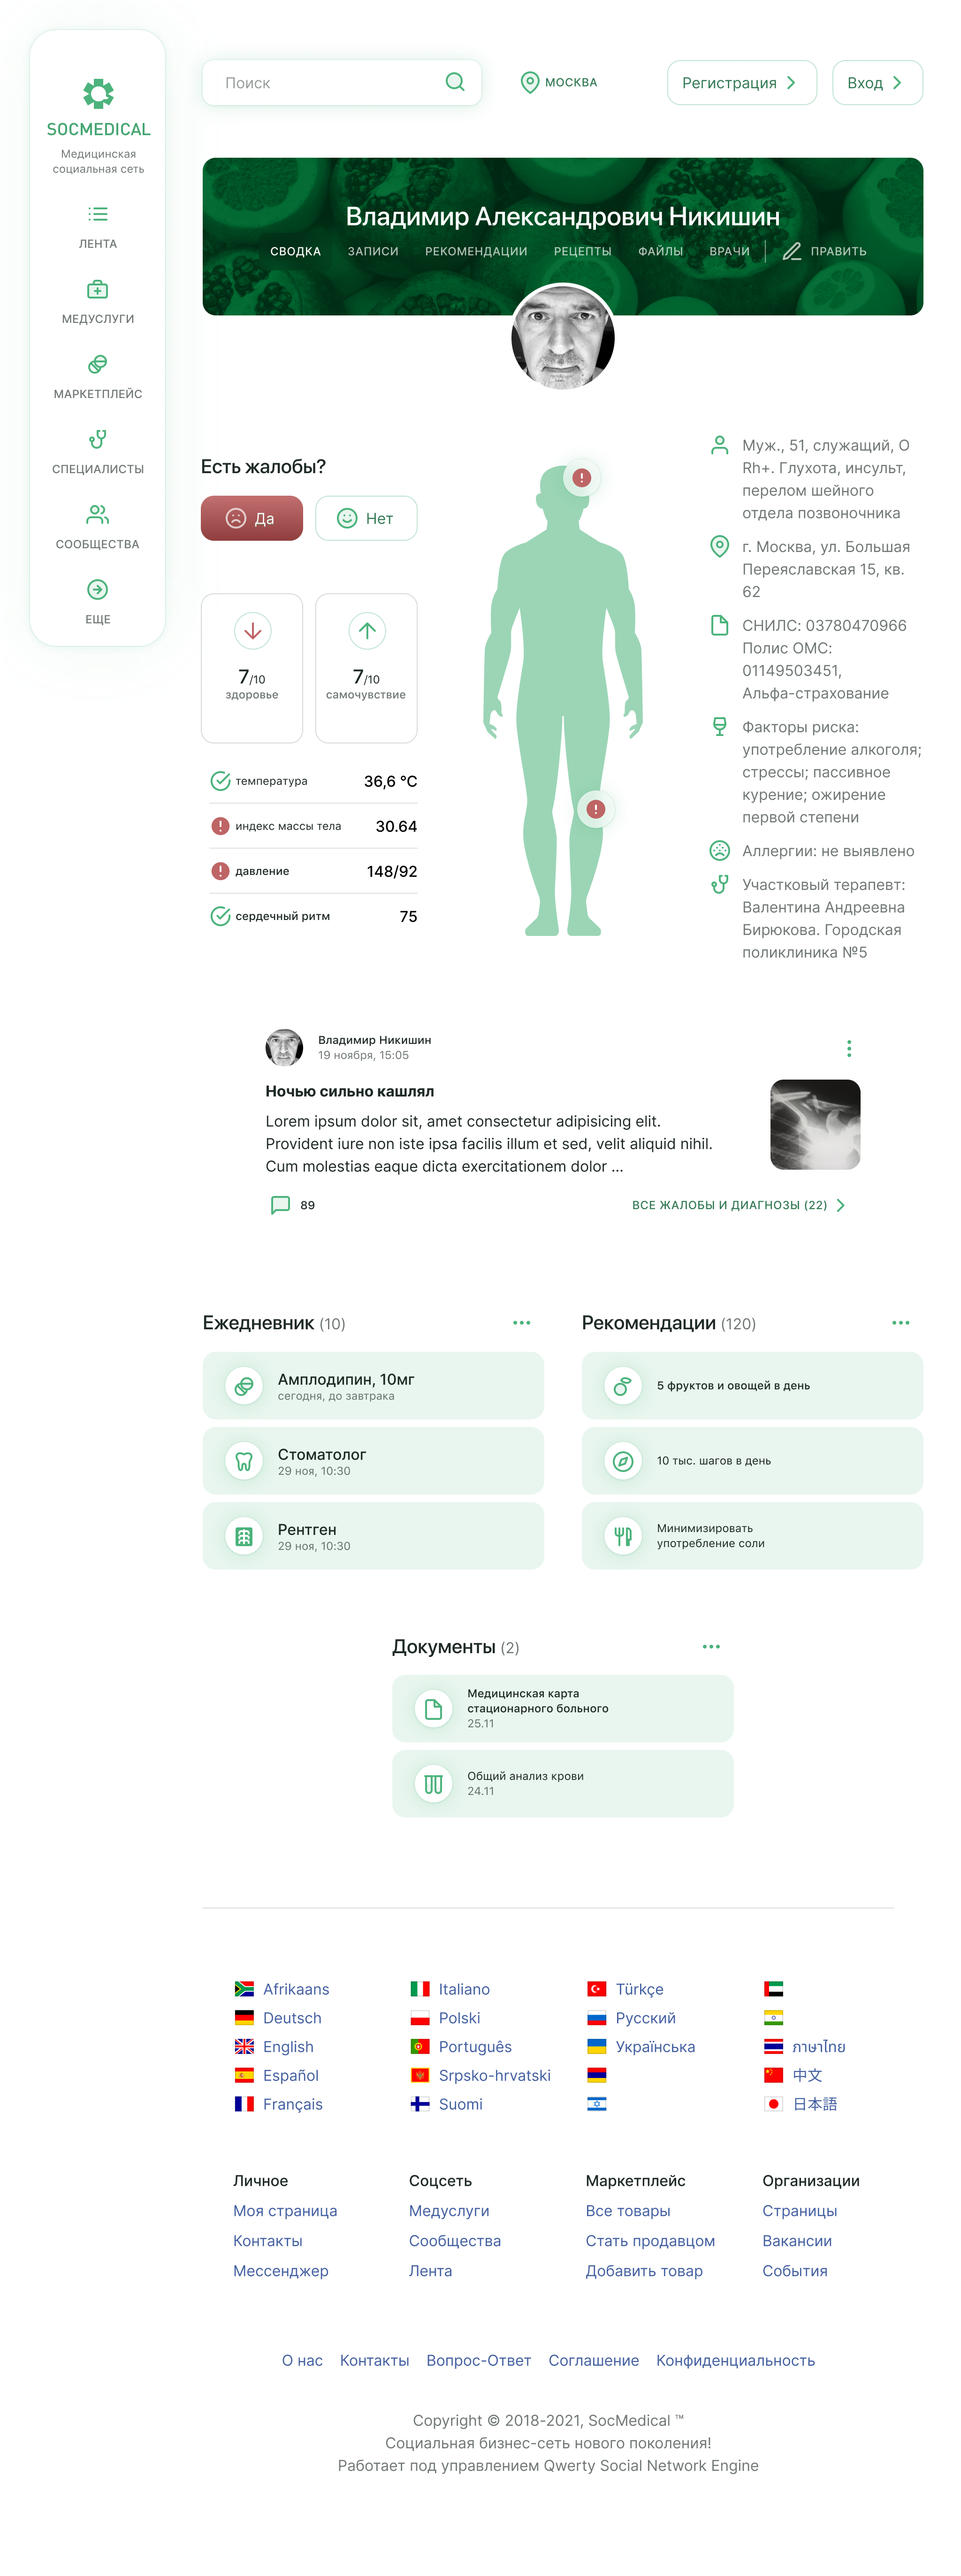 SOCMEDICAL
Медицинская
социальная сеть
ЛЕНТА
МЕДУСЛУГИ
МАРКЕТПЛЕЙС
СПЕЦИАЛИСТЫ
СООБЩЕСТВА
ЕЩЕ
Поиск
МОСКВА
Регистрация
Вход
Владимир Александрович Никишин
СВОДКА ЗАПИСИ РЕКОМЕНДАЦИИ РЕЦЕПТЫ ФАЙЛЫ ВРАЧИ ПРАВИТЬ
Есть жалобы?
Да
Нет
7/10
здоровье
7/10
самочувствие
температура 36,6 °C
индекс массы тела 30.64
давление 148/92
сердечный ритм 75
Муж., 51, служащий, O
Rh+. Глухота, инсульт,
перелом шейного
отдела позвоночника
г. Москва, ул. Большая
Переяславская 15, кв.
62
СНИЛС: 03780470966
Полис ОМС:
01149503451,
Альфа-страхование
Факторы риска:
употребление алкоголя;
стрессы; пассивное
курение; ожирение
первой степени
Аллергии: не выявлено
Участковый терапевт:
Валентина Андреевна
Бирюкова. Городская
поликлиника №5
Владимир Никишин
19 ноября, 15:05
Ночью сильно кашлял
Lorem ipsum dolor sit, amet consectetur adipisicing elit.
Provident iure non iste ipsa facilis illum et sed, velit aliquid nihil.
Cum molestias eaque dicta exercitationem dolor ...
89
ВСЕ ЖАЛОБЫ И ДИАГНОЗЫ (22)
Ежедневник (10)
Амплодипин, 10мг
сегодня, до завтрака
Стоматолог
29 ноя, 10:30
Рентген
29 ноя, 10:30
Рекомендации (120)
5 фруктов и овощей в день
10 тыс. шагов в день
Минимизировать
употребление соли
Документы (2)
Медицинская карта
стационарного больного
25.11
Общий анализ крови
24.11
Afrikaans
Deutsch
English
Español
Français
Italiano
Polski
Português
Srpsko-hrvatski
Suomi
Türkçe
Русский
Українська
ภาษาไทย
中文
日本語
Личное
Моя страница
Контакты
Мессенджер
Соцсеть
Медуслуги
Сообщества
Лента
Маркетплейс
Все товары
Стать продавцом
Добавить товар
Организации
Страницы
Вакансии
События
О нас Контакты Вопрос-Ответ Соглашение Конфиденциальность
Copyright © 2018-2021, SocMedical ™
Социальная бизнес-сеть нового поколения!
Работает под управлением Qwerty Social Network Engine